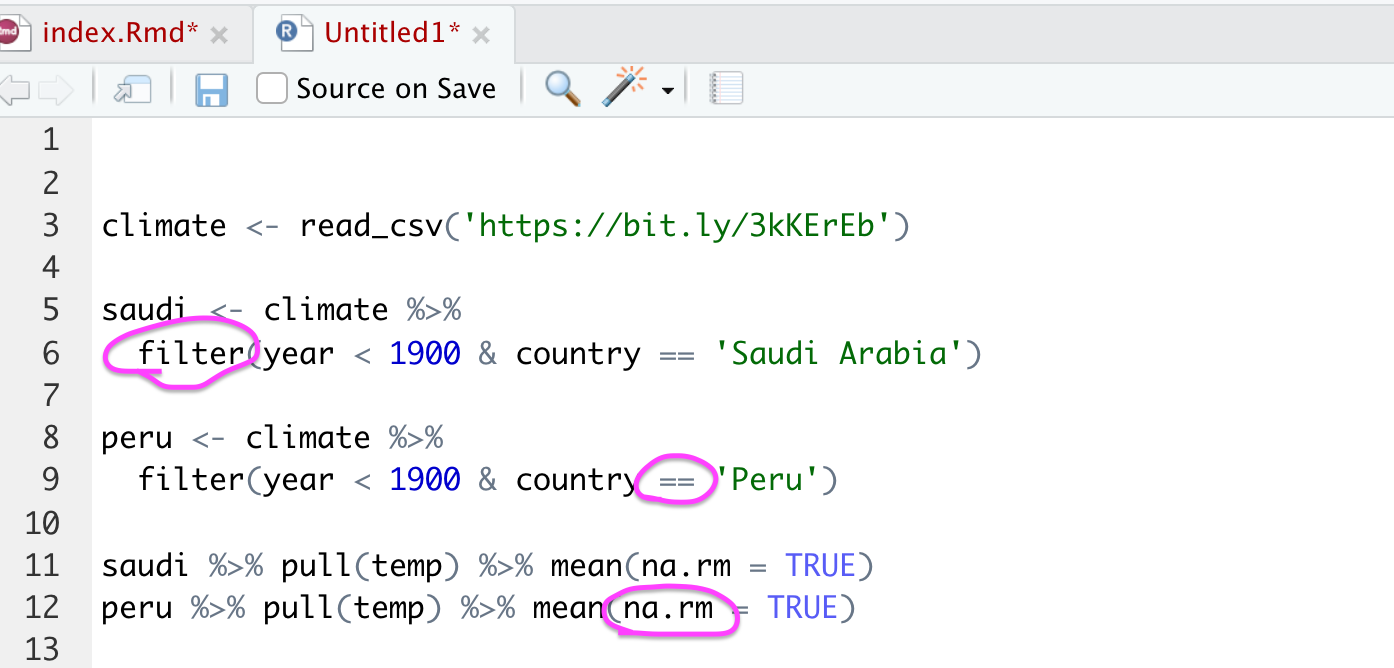 Rmd index.Rmd* × R Untitled1* ×
Source on Save
1
2
3 climate <- read_csv('https://bit.ly/3kKErEb')
4
5 saudi <- climate %>%
6   filter(year < 1900 & country == 'Saudi Arabia')
7
8 peru <- climate %>%
9   filter(year < 1900 & country == 'Peru')
10
11 saudi %>% pull(temp) %>% mean(na.rm = TRUE)
12 peru %>% pull(temp) %>% mean(na.rm = TRUE)
13